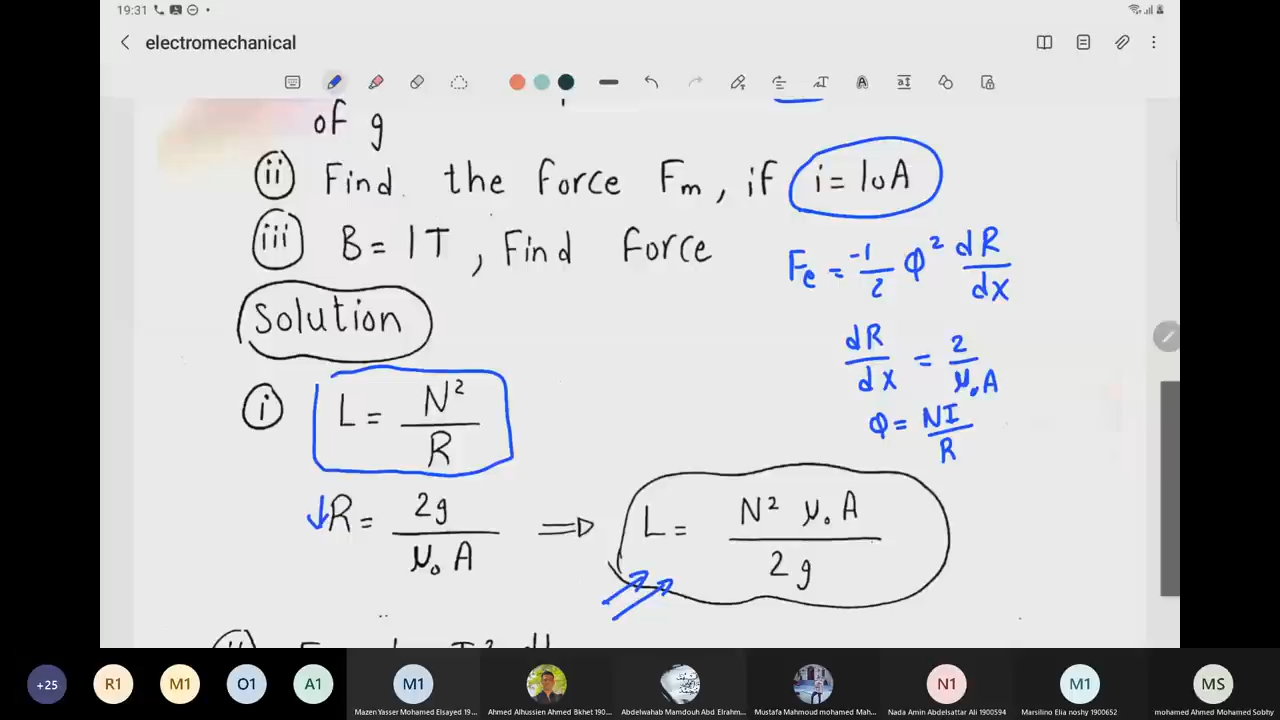 19:31
electromechanical
of g
ii Find the force Fm, if i = 10A
iii B = 1T, Find force
Fe = -1/2 φ² dR/dx
Solution
dR/dx = 2/μ₀A
i L = N²/R
φ = NI/R
R = 2g/μ₀A ⇒ L = N² μ₀ A/2g
+25 R1 M1 O1 A1 M1 N1 M1 MS
Mazen Yasser Mohamed Elsayed 19... Ahmed Alhussien Ahmed Bkhet 190... Abdelwahab Mamdouh Abd Elrahm... Mustafa Mahmoud mohamed Mah... Nada Amin Abdelsattar Ali 1900594 Marsilino Elia noshy 1900652 mohamed Ahmed Mohamed Sobhy